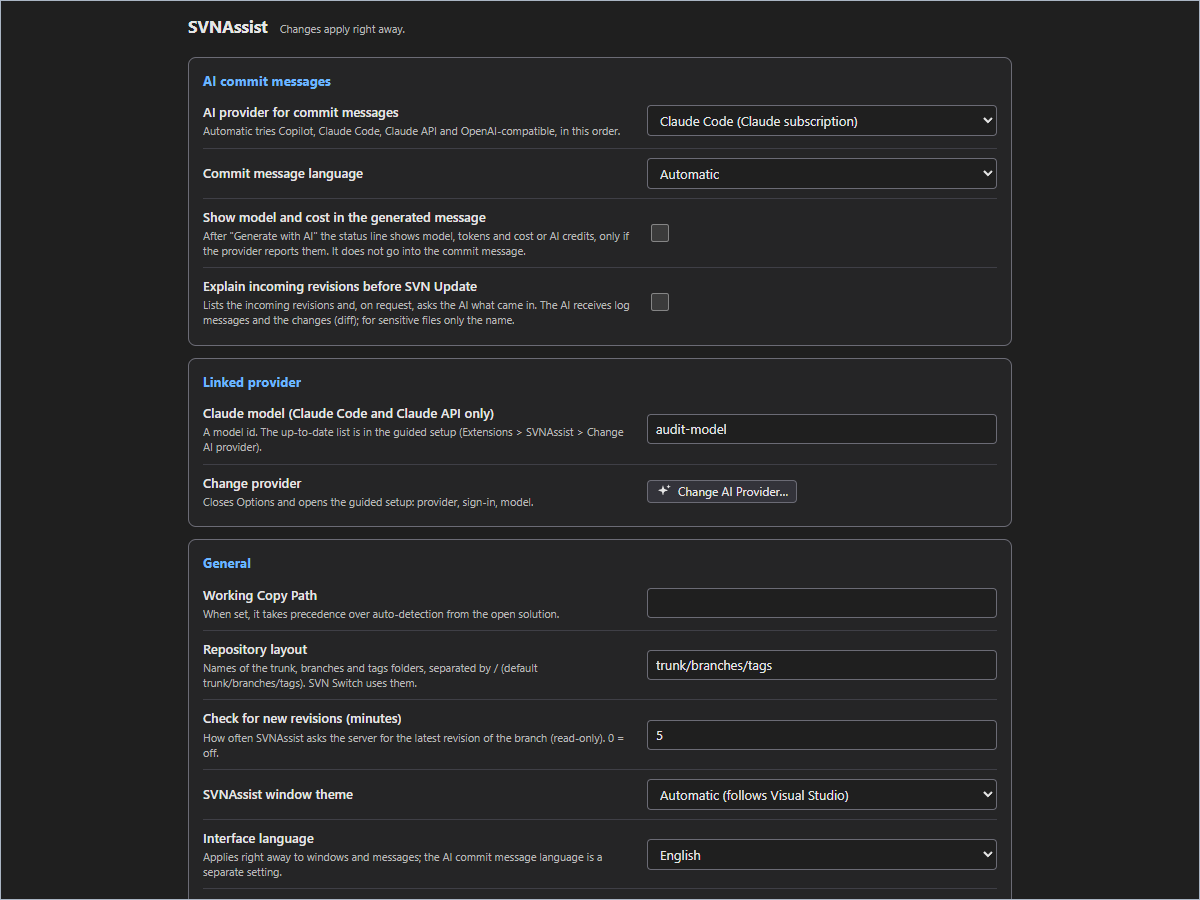 SVNAssist Changes apply right away.
AI commit messages
AI provider for commit messages
Automatic tries Copilot, Claude Code, Claude API and OpenAI-compatible, in this order.
Claude Code (Claude subscription)
Commit message language
Automatic
Show model and cost in the generated message
After "Generate with AI" the status line shows model, tokens and cost or AI credits, only if
the provider reports them. It does not go into the commit message.
Explain incoming revisions before SVN Update
Lists the incoming revisions and, on request, asks the AI what came in. The AI receives log
messages and the changes (diff); for sensitive files only the name.
Linked provider
Claude model (Claude Code and Claude API only)
A model id. The up-to-date list is in the guided setup (Extensions > SVNAssist > Change
AI provider).
audit-model
Change provider
Closes Options and opens the guided setup: provider, sign-in, model.
Change AI Provider...
General
Working Copy Path
When set, it takes precedence over auto-detection from the open solution.
Repository layout
Names of the trunk, branches and tags folders, separated by / (default
trunk/branches/tags). SVN Switch uses them.
trunk/branches/tags
Check for new revisions (minutes)
How often SVNAssist asks the server for the latest revision of the branch (read-only). 0 =
off.
5
SVNAssist window theme
Automatic (follows Visual Studio)
Interface language
Applies right away to windows and messages; the AI commit message language is a
separate setting.
English